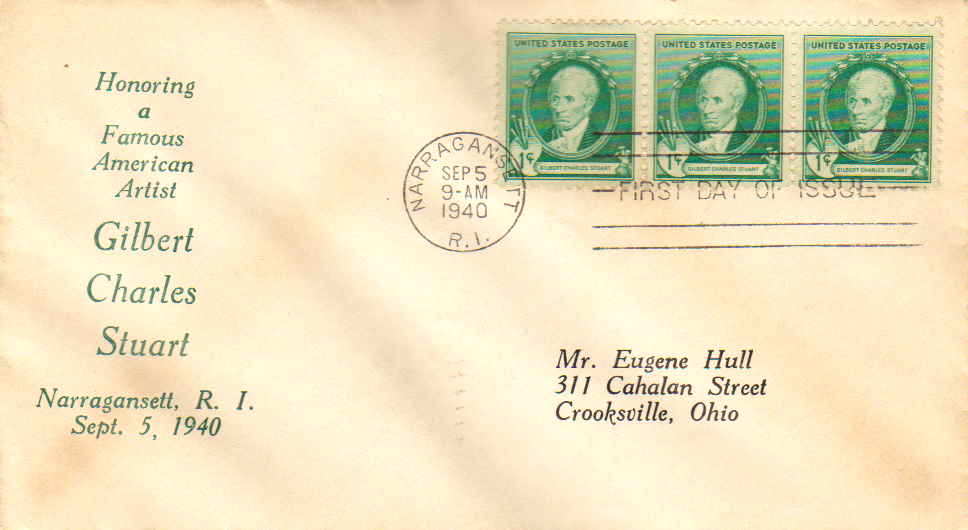 Honoring
a
Famous
American
Artist
Gilbert
Charles
Stuart
Narragansett, R. I.
Sept. 5, 1940
UNITED STATES POSTAGE
1¢
GILBERT CHARLES STUART
UNITED STATES POSTAGE
1¢
GILBERT CHARLES STUART
UNITED STATES POSTAGE
1¢
GILBERT CHARLES STUART
NARRAGANSETT
SEP 5
9-AM
1940
R.I.
FIRST DAY OF ISSUE
Mr. Eugene Hull
311 Cahalan Street
Crooksville, Ohio